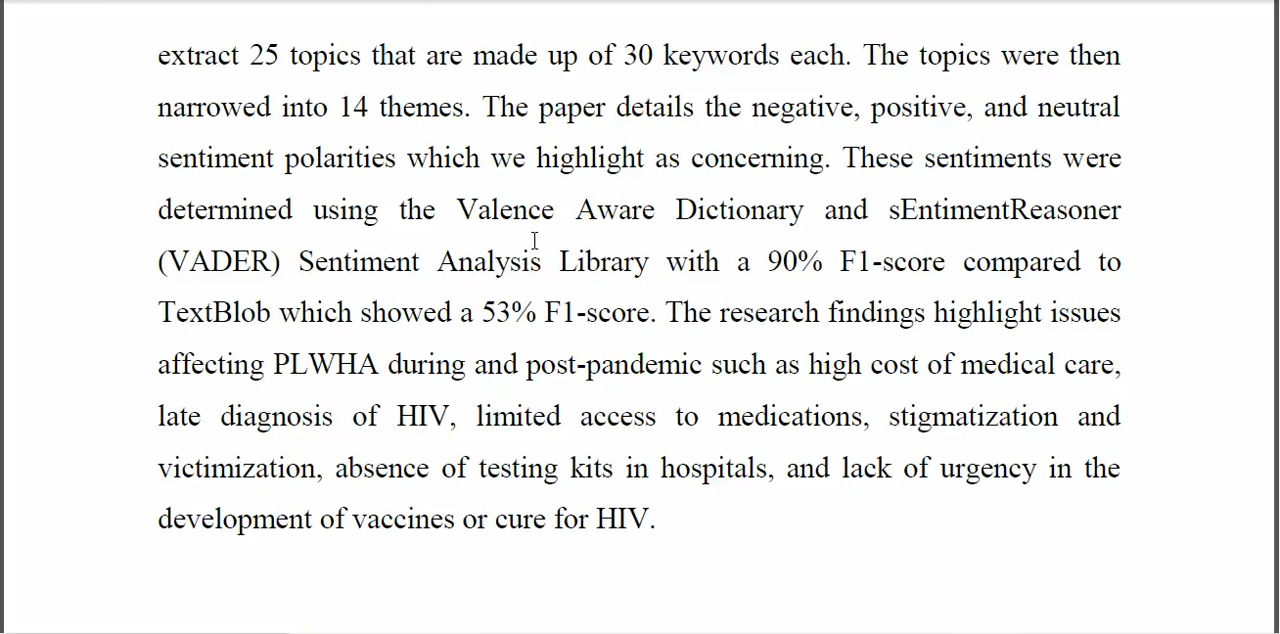 extract 25 topics that are made up of 30 keywords each. The topics were then
narrowed into 14 themes. The paper details the negative, positive, and neutral
sentiment polarities which we highlight as concerning. These sentiments were
determined using the Valence Aware Dictionary and sEntimentReasoner
(VADER) Sentiment Analysis Library with a 90% F1-score compared to
TextBlob which showed a 53% F1-score. The research findings highlight issues
affecting PLWHA during and post-pandemic such as high cost of medical care,
late diagnosis of HIV, limited access to medications, stigmatization and
victimization, absence of testing kits in hospitals, and lack of urgency in the
development of vaccines or cure for HIV.